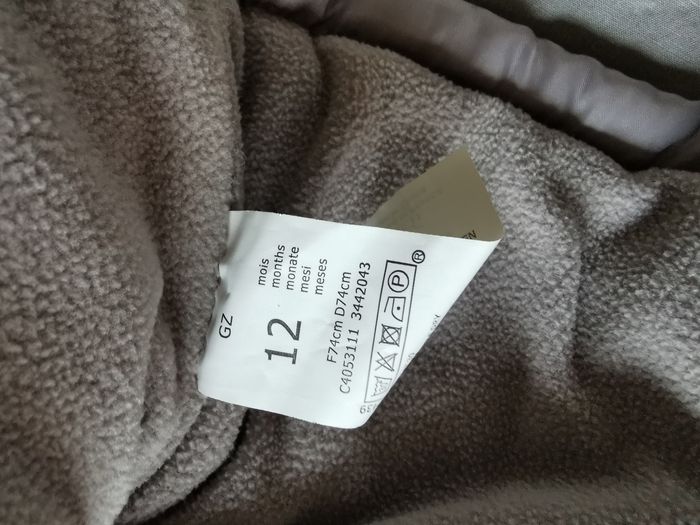 GZ
12
mois
months
monate
mesi
meses
F74cm D74cm
C4053111 3442043
P
®